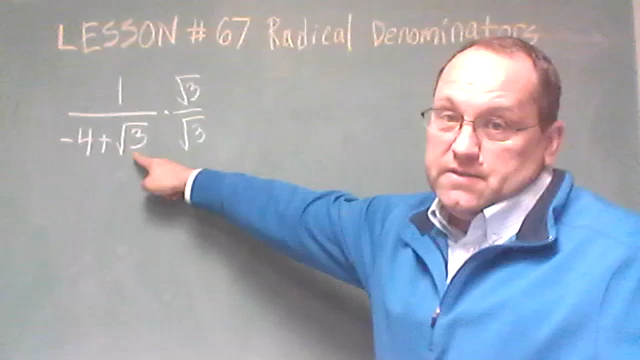 LESSON # 67 Radical Denominators
1 / (-4+√3) · √3 / √3